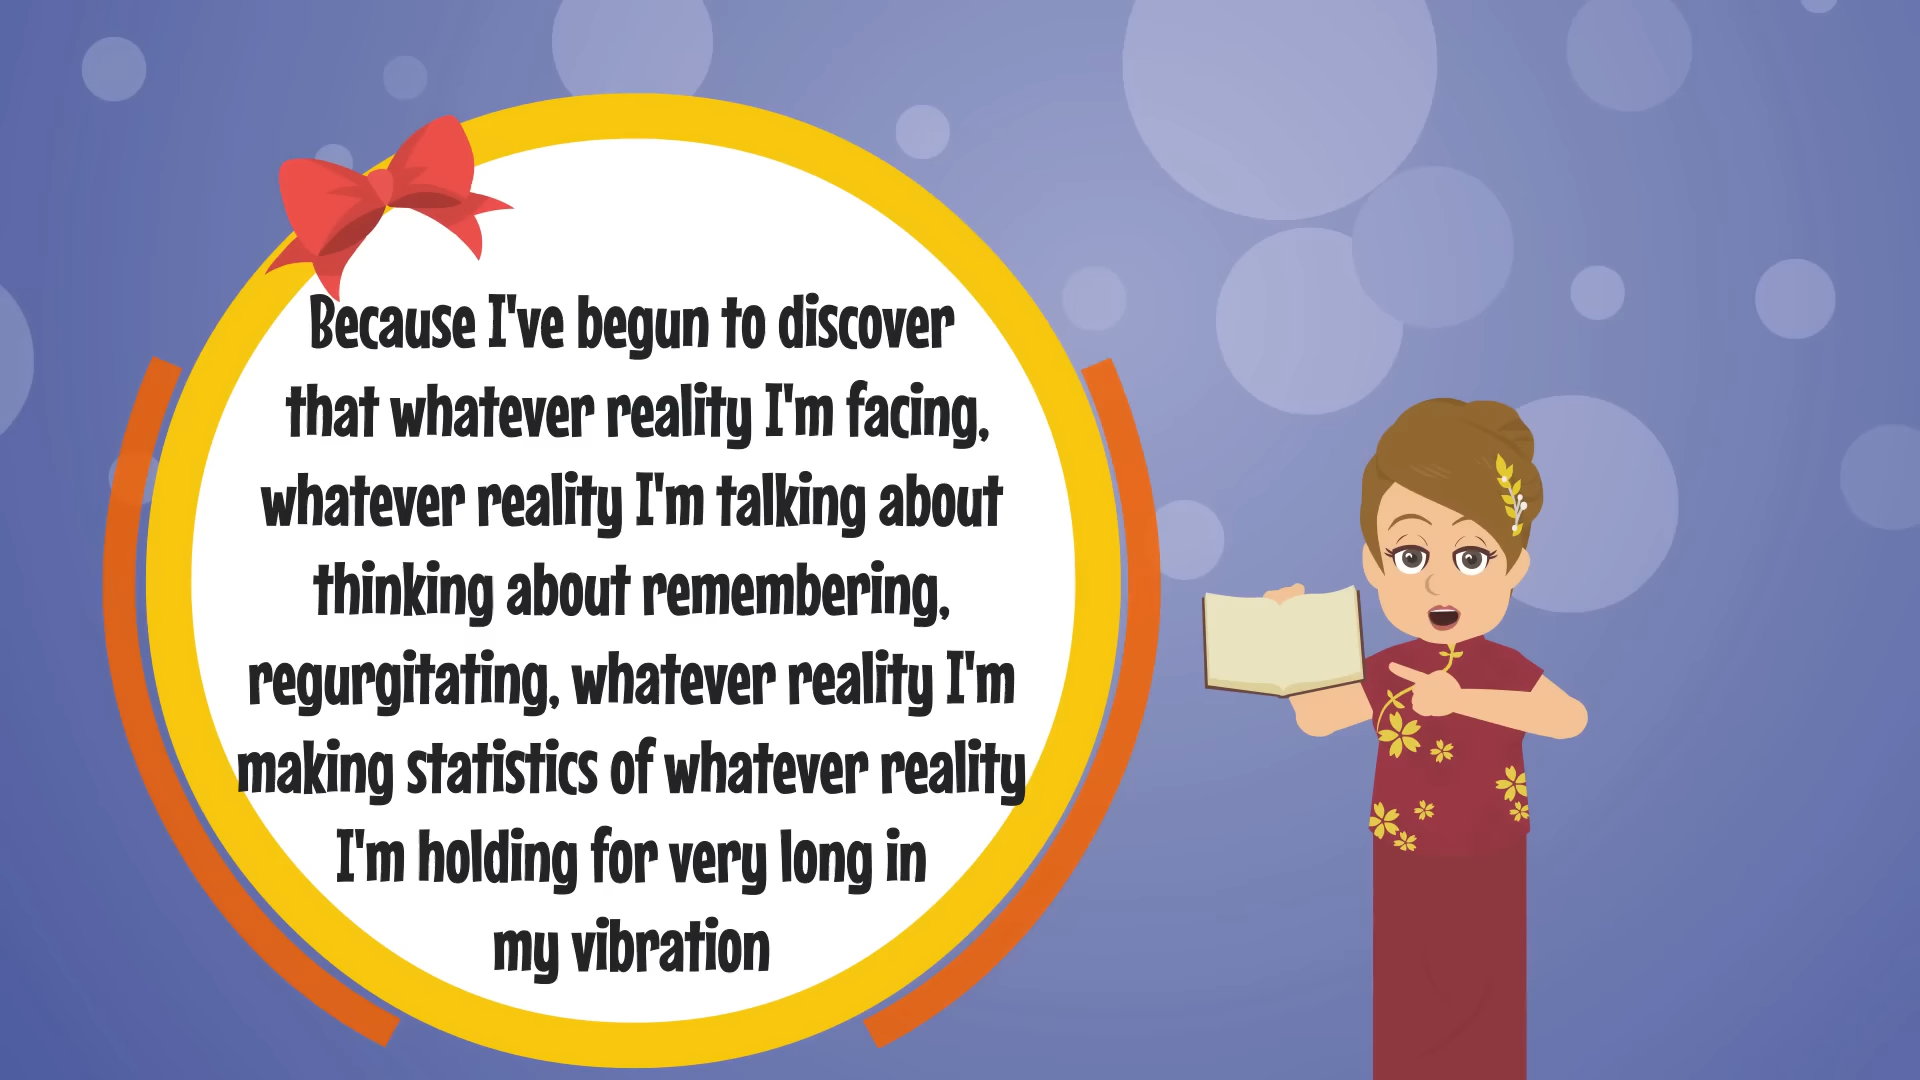 Because I've begun to discover
that whatever reality I'm facing,
whatever reality I'm talking about
thinking about remembering,
regurgitating, whatever reality I'm
making statistics of whatever reality
I'm holding for very long in
my vibration